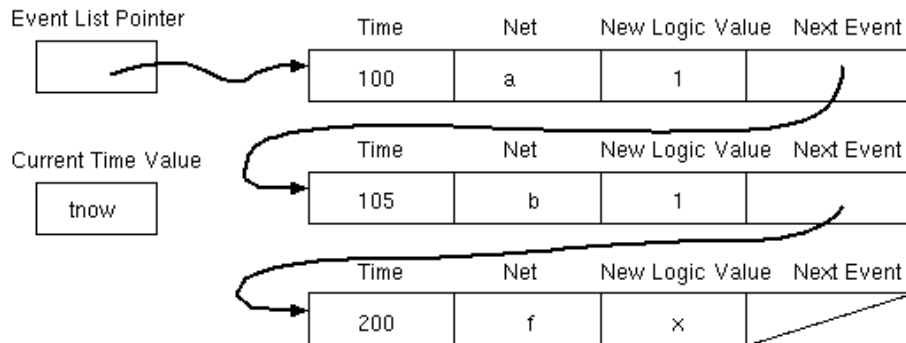 Event List Pointer
Time Net New Logic Value Next Event
100 a 1
Current Time Value
Time Net New Logic Value Next Event
tnow
105 b 1
Time Net New Logic Value Next Event
200 f x